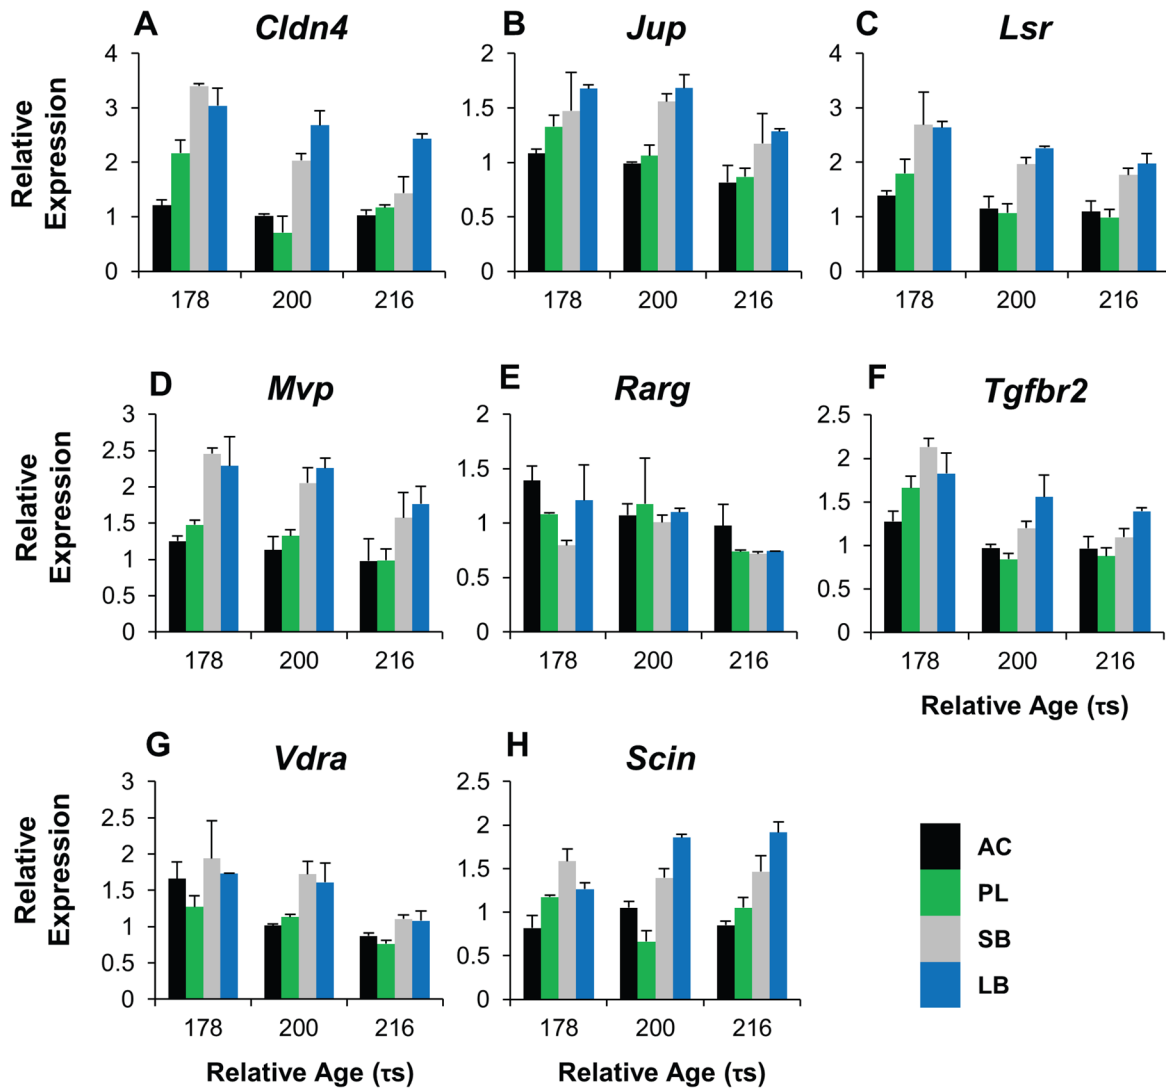 A Cldn4
B Jup
C Lsr
Relative
Expression
4
3
2
1
0
178 200 216
2
1.5
1
0.5
0
178 200 216
4
3
2
1
0
178 200 216
D Mvp
E Rarg
F Tgfbr2
Relative
Expression
3
2.5
2
1.5
1
0.5
0
178 200 216
2
1.5
1
0.5
0
178 200 216
2.5
2
1.5
1
0.5
0
178 200 216
Relative Age (τs)
G Vdra
H Scin
Relative
Expression
3
2.5
2
1.5
1
0.5
0
178 200 216
Relative Age (τs)
2.5
2
1.5
1
0.5
0
178 200 216
Relative Age (τs)
AC
PL
SB
LB